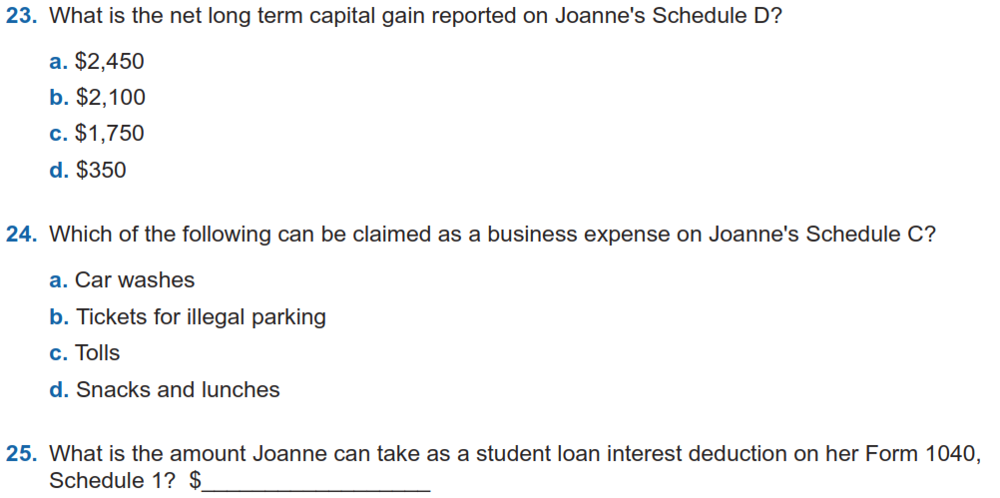 23. What is the net long term capital gain reported on Joanne's Schedule D?
a. $2,450
b. $2,100
c. $1,750
d. $350
24. Which of the following can be claimed as a business expense on Joanne's Schedule C?
a. Car washes
b. Tickets for illegal parking
c. Tolls
d. Snacks and lunches
25. What is the amount Joanne can take as a student loan interest deduction on her Form 1040,
Schedule 1? $__________________